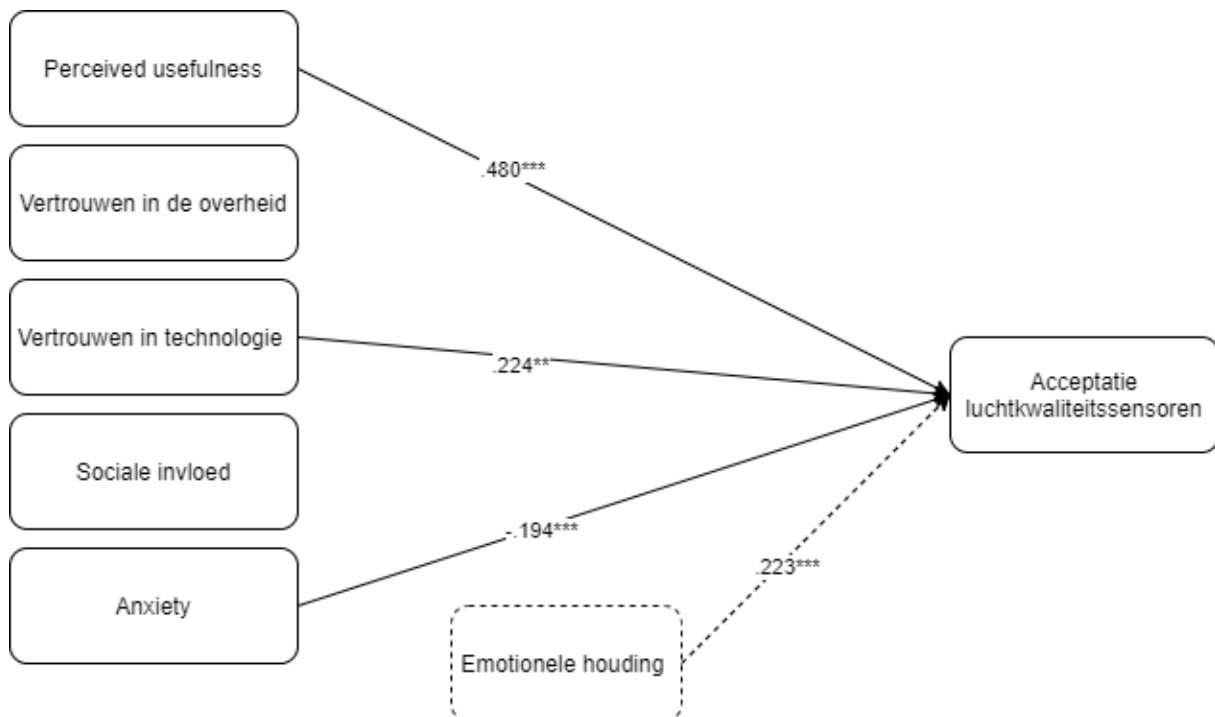 Perceived usefulness
.480***
Vertrouwen in de overheid
Vertrouwen in technologie
.224**
Acceptatie
luchtkwaliteitssensoren
Sociale invloed
-.194***
.223***
Anxiety
Emotionele houding